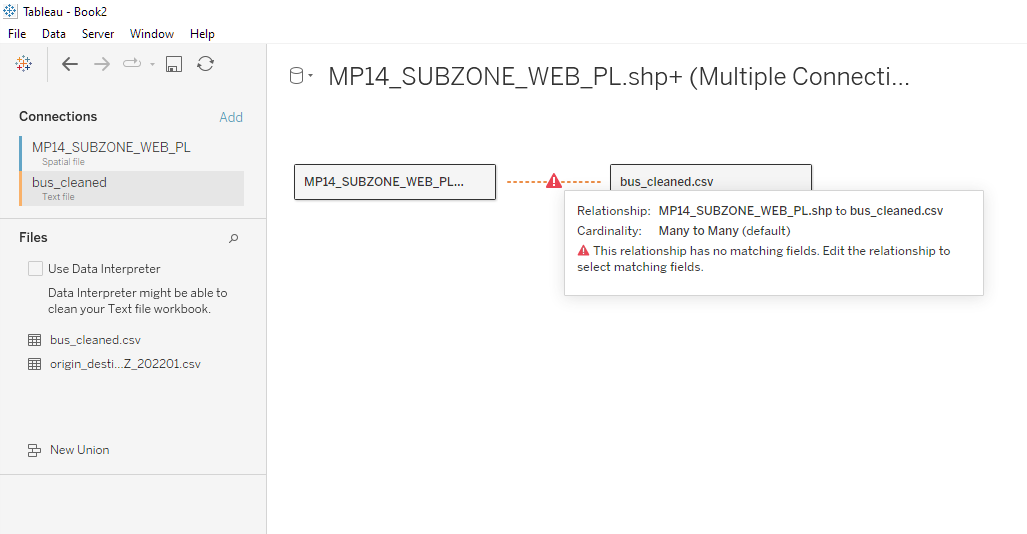 Tableau - Book2
File Data Server Window Help
MP14_SUBZONE_WEB_PL.shp+ (Multiple Connecti...
Connections Add
MP14_SUBZONE_WEB_PL
Spatial file
bus_cleaned
Text file
MP14_SUBZONE_WEB_PL...
bus_cleaned.csv
Relationship: MP14_SUBZONE_WEB_PL.shp to bus_cleaned.csv
Cardinality: Many to Many (default)
This relationship has no matching fields. Edit the relationship to
select matching fields.
Files
Use Data Interpreter
Data Interpreter might be able to
clean your Text file workbook.
bus_cleaned.csv
origin_desti...Z_202201.csv
New Union